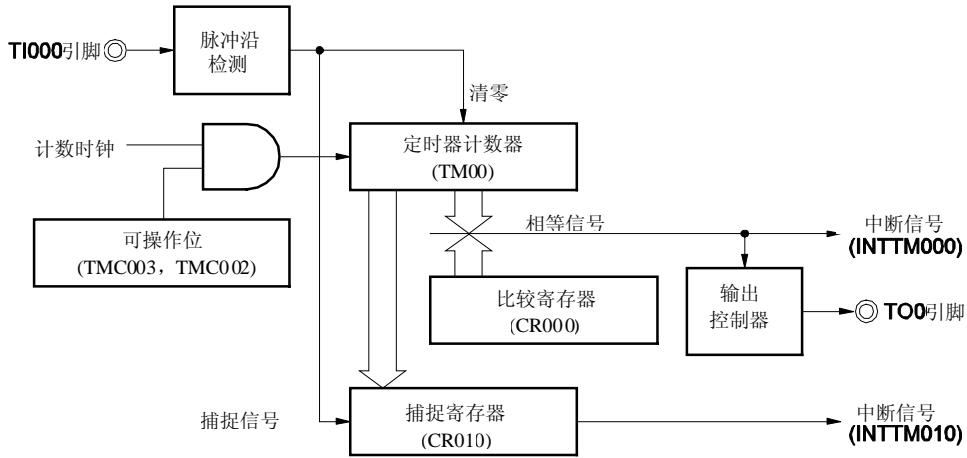 TI000引脚
脉冲沿
检测
清零
计数时钟
定时器计数器
(TM00)
可操作位
(TMC003，TMC002)
相等信号
中断信号
(INTTM000)
比较寄存器
(CR000)
输出
控制器
TO0引脚
捕捉信号
捕捉寄存器
(CR010)
中断信号
(INTTM010)